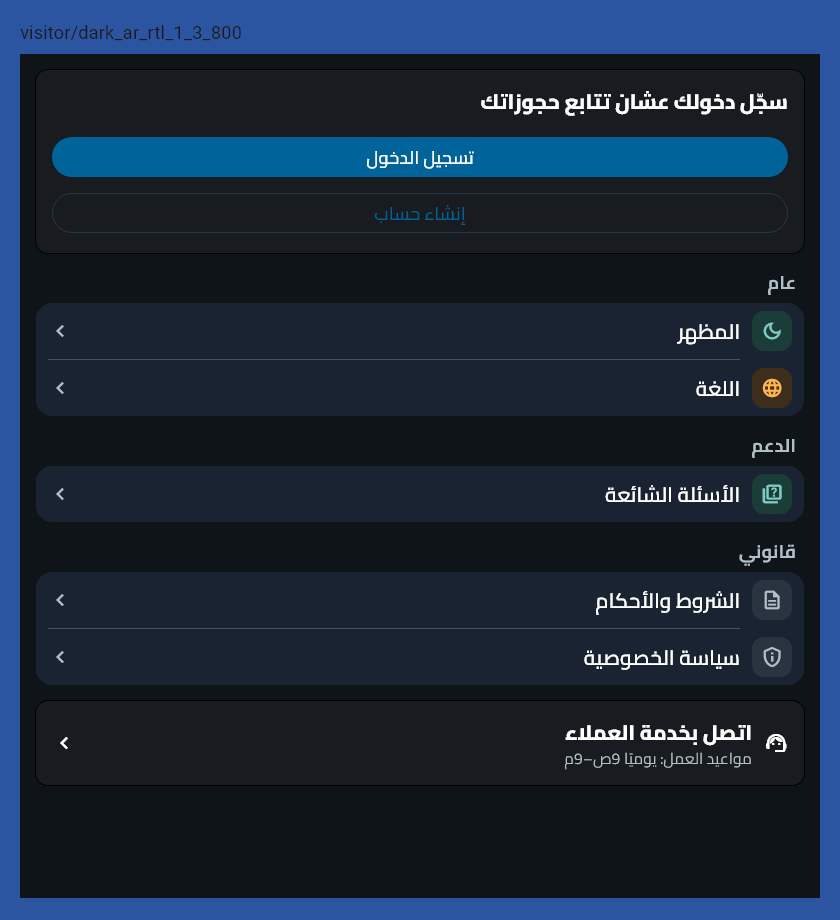 visitor/dark_ar_rtl_1_3_800
سجّل دخولك عشان تتابع حجوزاتك
تسجيل الدخول
إنشاء حساب
عام
المظهر
اللغة
الدعم
الأسئلة الشائعة
قانوني
الشروط والأحكام
سياسة الخصوصية
اتصل بخدمة العملاء
مواعيد العمل: يوميًا 9ص–9م